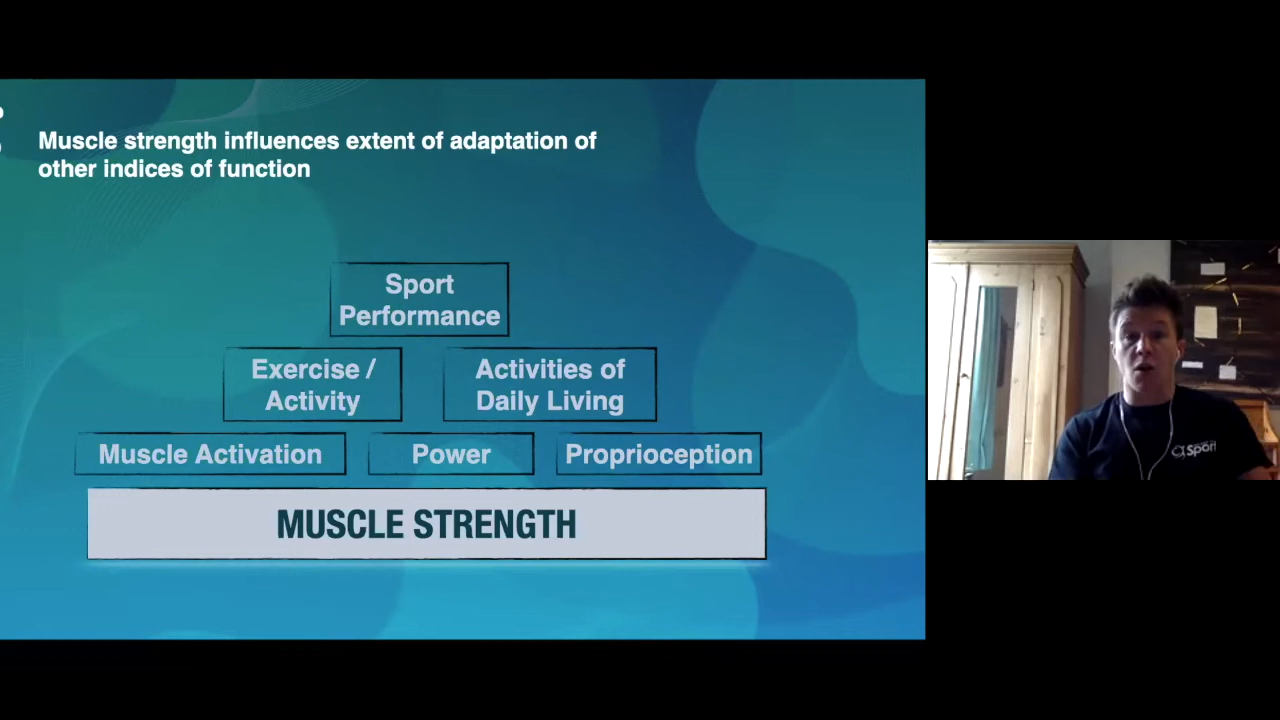 Muscle strength influences extent of adaptation of
other indices of function
Sport
Performance
Exercise /
Activity
Activities of
Daily Living
Muscle Activation
Power
Proprioception
MUSCLE STRENGTH
Sport